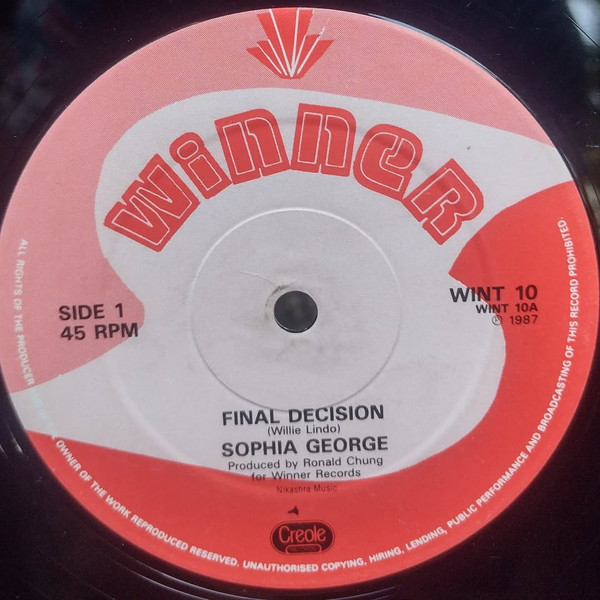 Winner
SIDE 1
45 RPM
WINT 10
WINT 10A
℗ 1987
FINAL DECISION
(Willie Lindo)
SOPHIA GEORGE
Produced by Ronald Chung
for Winner Records
Nikashra Music
Creole
ALL RIGHTS OF THE PRODUCER OWNER OF THE WORK REPRODUCED RESERVED. UNAUTHORISED COPYING, HIRING, LENDING, PUBLIC PERFORMANCE AND BROADCASTING OF THIS RECORD PROHIBITED.